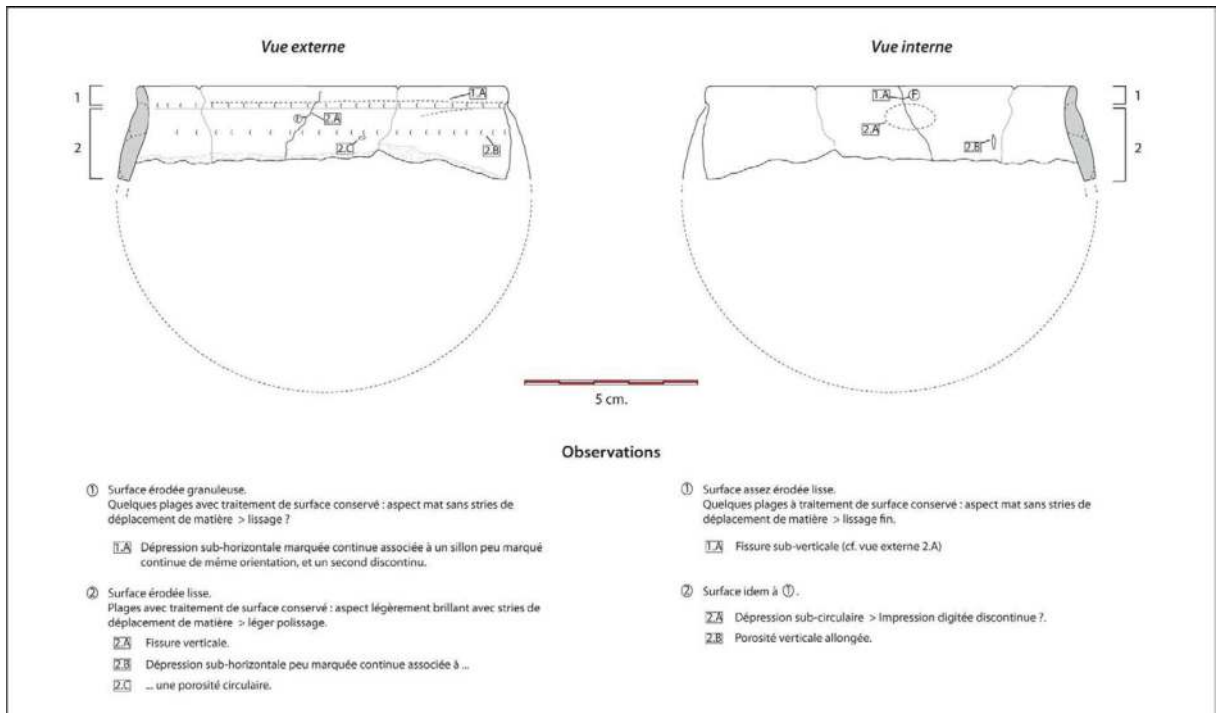 Vue externe
Vue interne
1
2
1.A
F
2.A
2.C
2.B
1.A
F
2.A
2.B
1
2
5 cm.
Observations
① Surface érodée granuleuse.
Quelques plages avec traitement de surface conservé : aspect mat sans stries de
déplacement de matière > lissage ?
1.A Dépression sub-horizontale marquée continue associée à un sillon peu marqué
continue de même orientation, et un second discontinu.
② Surface érodée lisse.
Plages avec traitement de surface conservé : aspect légèrement brillant avec stries de
déplacement de matière > léger polissage.
2.A Fissure verticale.
2.B Dépression sub-horizontale peu marquée continue associée à ...
2.C ... une porosité circulaire.
① Surface assez érodée lisse.
Quelques plages à traitement de surface conservé : aspect mat sans stries de
déplacement de matière > lissage fin.
1.A Fissure sub-verticale (cf. vue externe 2.A)
② Surface idem à ①.
2.A Dépression sub-circulaire > Impression digitée discontinue ?.
2.B Porosité verticale allongée.